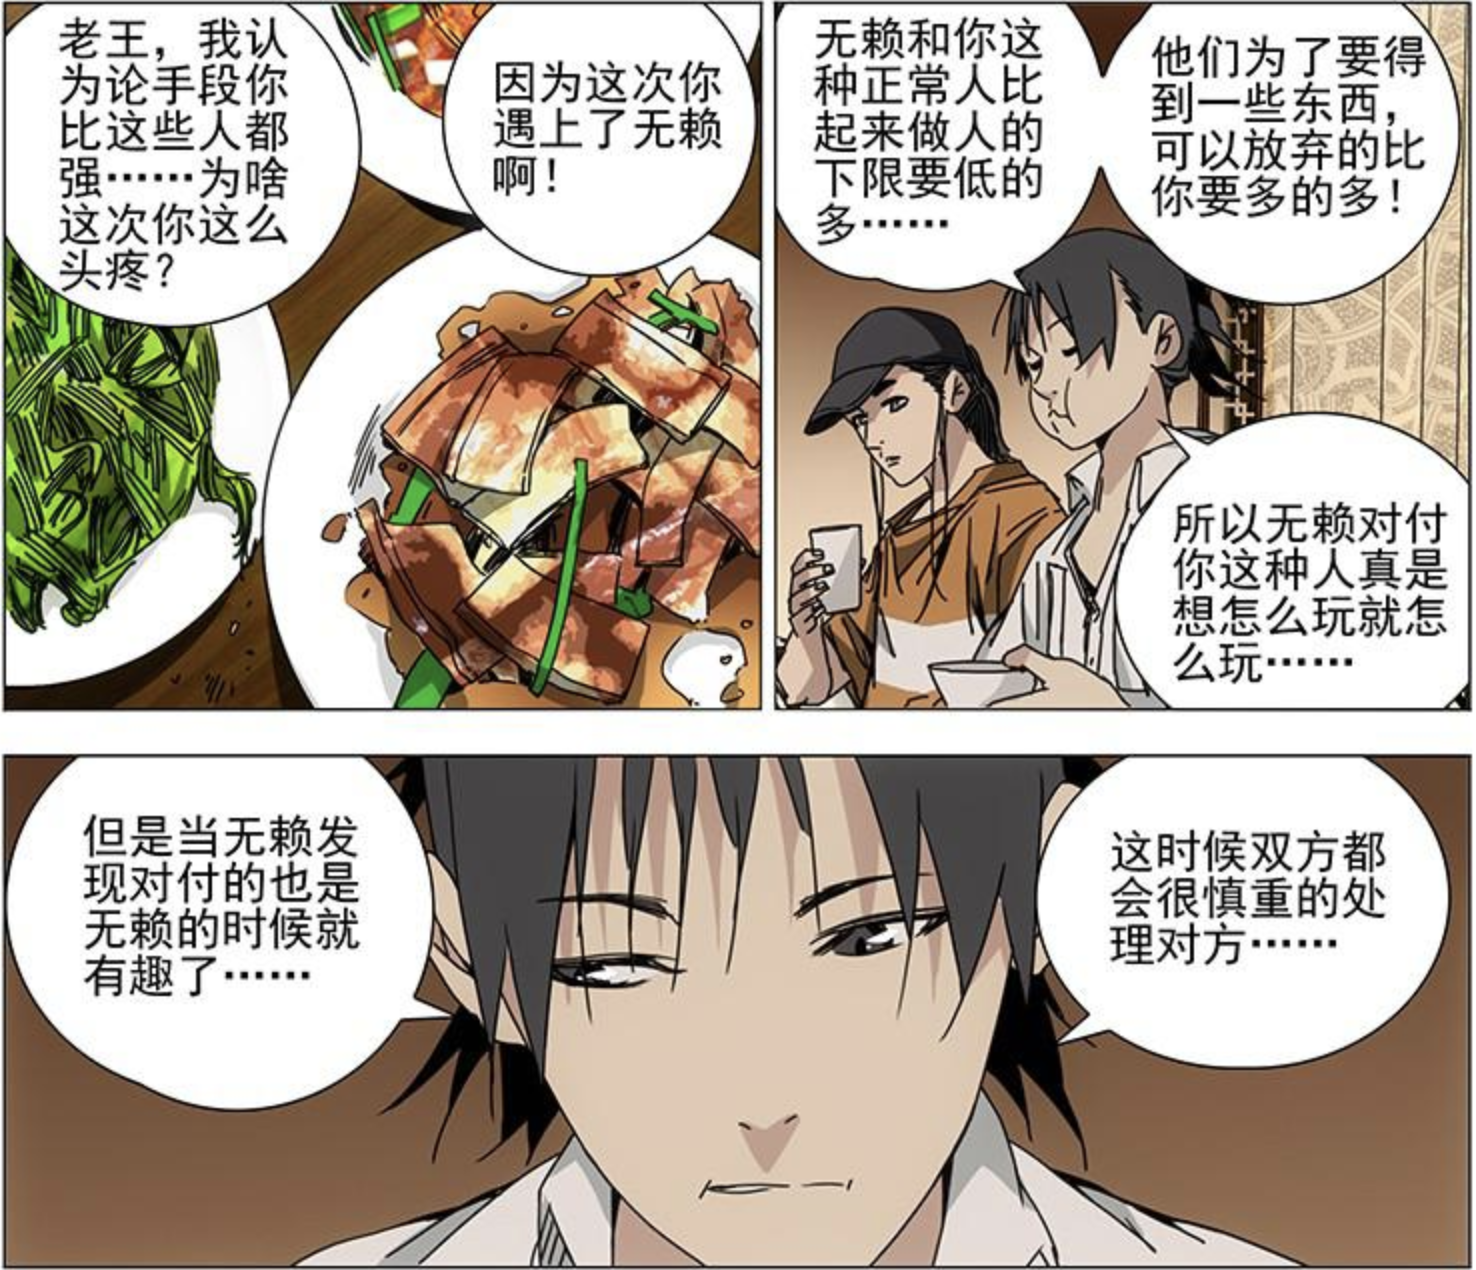 老王，我认
为论手段你
比这些人都
强……为啥
这次你这么
头疼？
因为这次你
遇上了无赖
啊！
无赖和你这
种正常人比
起来做人的
下限要低的
多……
他们为了要得
到一些东西，
可以放弃的比
你要多的多！
所以无赖对付
你这种人真是
想怎么玩就怎
么玩……
但是当无赖发
现对付的也是
无赖的时候就
有趣了……
这时候双方都
会很慎重的处
理对方……